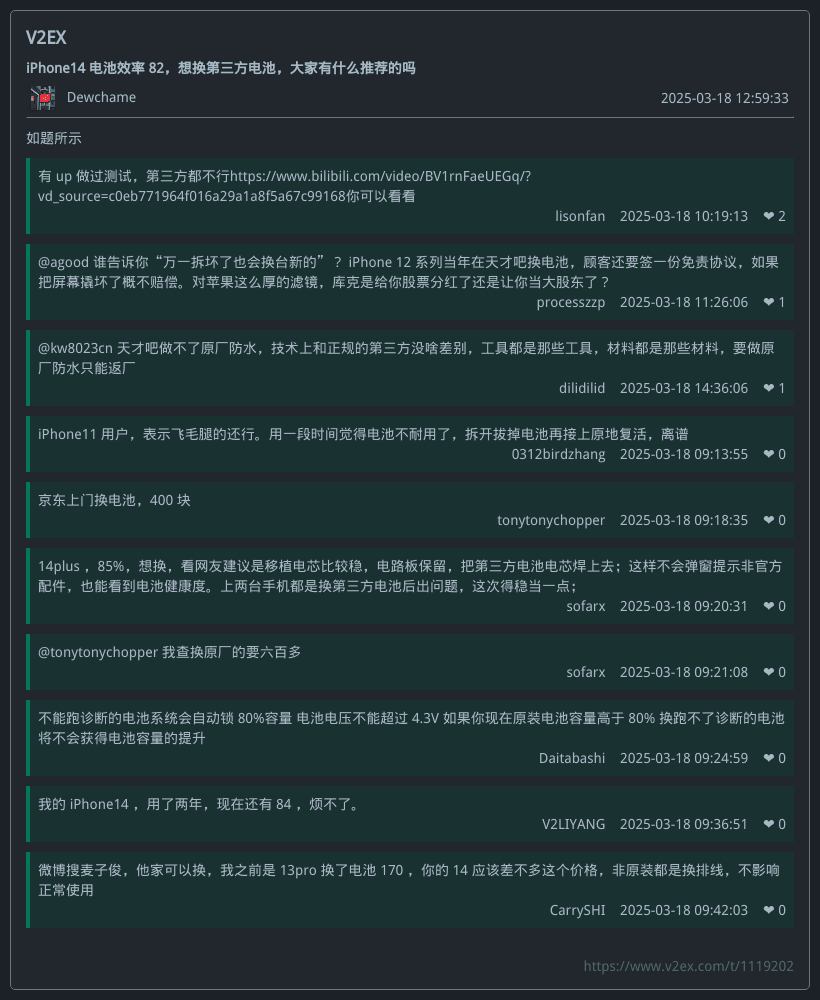 V2EX
iPhone14 电池效率 82，想换第三方电池，大家有什么推荐的吗
Dewchame 2025-03-18 12:59:33
如题所示
有 up 做过测试，第三方都不行https://www.bilibili.com/video/BV1rnFaeUEGq/?
vd_source=c0eb771964f016a29a1a8f5a67c99168你可以看看
lisonfan 2025-03-18 10:19:13 ❤ 2
@agood 谁告诉你“万一拆坏了也会换台新的” ？ iPhone 12 系列当年在天才吧换电池，顾客还要签一份免责协议，如果
把屏幕撬坏了概不赔偿。对苹果这么厚的滤镜，库克是给你股票分红了还是让你当大股东了？
processzzp 2025-03-18 11:26:06 ❤ 1
@kw8023cn 天才吧做不了原厂防水，技术上和正规的第三方没啥差别，工具都是那些工具，材料都是那些材料，要做原
厂防水只能返厂
dilidilid 2025-03-18 14:36:06 ❤ 1
iPhone11 用户，表示飞毛腿的还行。用一段时间觉得电池不耐用了，拆开拔掉电池再接上原地复活，离谱
0312birdzhang 2025-03-18 09:13:55 ❤ 0
京东上门换电池，400 块
tonytonychopper 2025-03-18 09:18:35 ❤ 0
14plus ，85%，想换，看网友建议是移植电芯比较稳，电路板保留，把第三方电池电芯焊上去；这样不会弹窗提示非官方
配件，也能看到电池健康度。上两台手机都是换第三方电池后出问题，这次得稳当一点；
sofarx 2025-03-18 09:20:31 ❤ 0
@tonytonychopper 我查换原厂的要六百多
sofarx 2025-03-18 09:21:08 ❤ 0
不能跑诊断的电池系统会自动锁 80%容量 电池电压不能超过 4.3V 如果你现在原装电池容量高于 80% 换跑不了诊断的电池
将不会获得电池容量的提升
Daitabashi 2025-03-18 09:24:59 ❤ 0
我的 iPhone14 ，用了两年，现在还有 84 ，烦不了。
V2LIYANG 2025-03-18 09:36:51 ❤ 0
微博搜麦子俊，他家可以换，我之前是 13pro 换了电池 170 ，你的 14 应该差不多这个价格，非原装都是换排线，不影响
正常使用
CarrySHI 2025-03-18 09:42:03 ❤ 0
https://www.v2ex.com/t/1119202